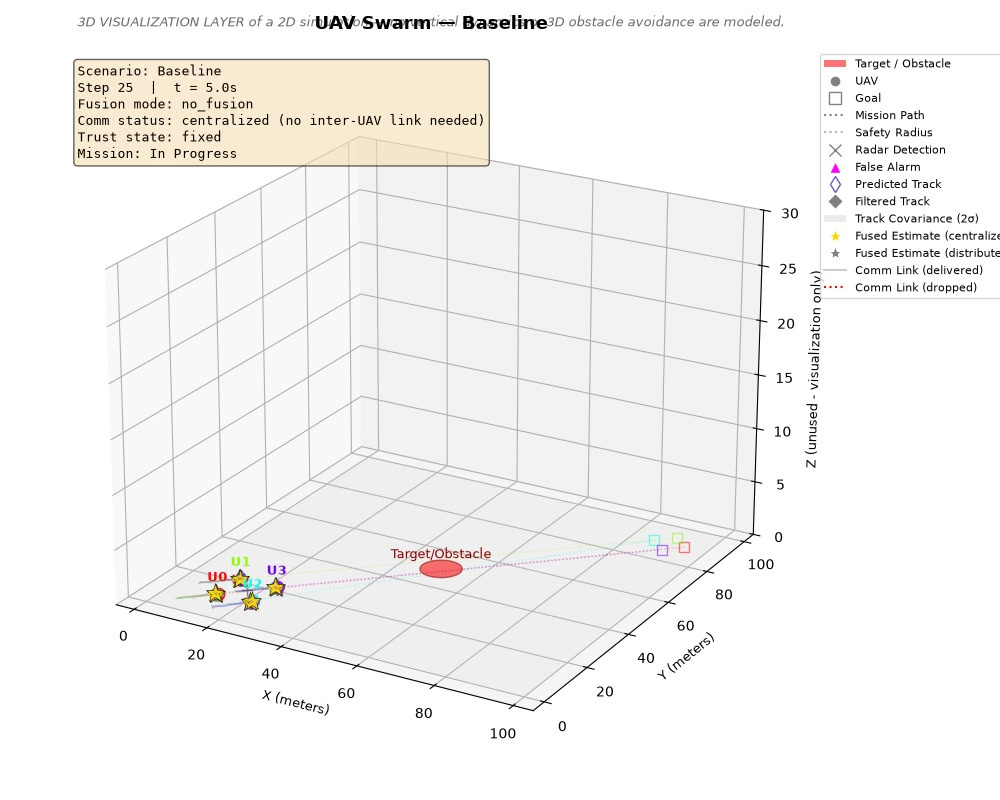 3D VISUALIZATION LAYER of a 2D 3D obstacle avoidance are modeled.
UAV Swarm — Baseline
Scenario: Baseline
Step 25 | t = 5.0s
Fusion mode: no_fusion
Comm status: centralized (no inter-UAV link needed)
Trust state: fixed
Mission: In Progress
Target / Obstacle
UAV
Goal
Mission Path
Safety Radius
Radar Detection
False Alarm
Predicted Track
Filtered Track
Track Covariance (2σ)
Fused Estimate (centralize
Fused Estimate (distribute
Comm Link (delivered)
Comm Link (dropped)
30
25
20
15
10
5
0
Z (unused - visualization only)
Target/Obstacle
U1
U3
U0
U2
0
20
40
60
80
100
X (meters)
0
20
40
60
80
100
Y (meters)